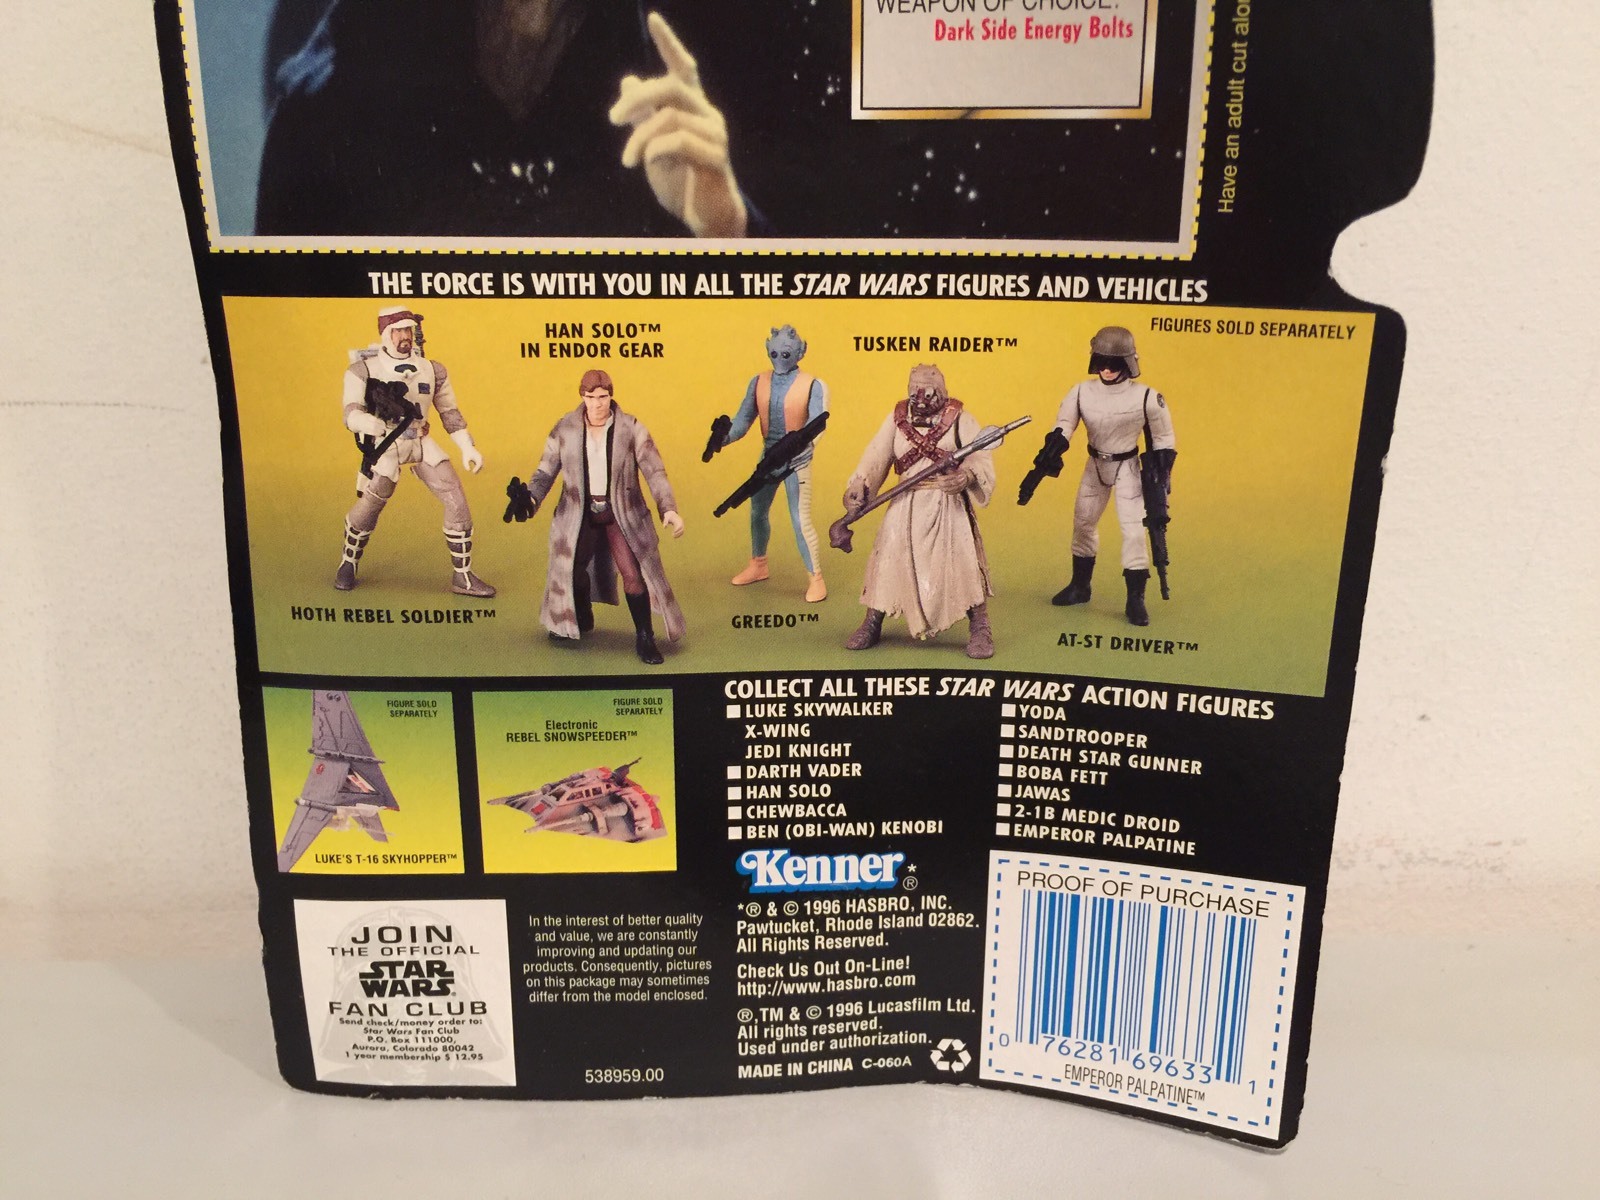 WEAPON OF CHOICE:
Dark Side Energy Bolts
Have an adult cut alon
THE FORCE IS WITH YOU IN ALL THE STAR WARS FIGURES AND VEHICLES
FIGURES SOLD SEPARATELY
HAN SOLO™
IN ENDOR GEAR
TUSKEN RAIDER™
HOTH REBEL SOLDIER™
GREEDO™
AT-ST DRIVER™
FIGURE SOLD
SEPARATELY
LUKE'S T-16 SKYHOPPER™
FIGURE SOLD
SEPARATELY
Electronic
REBEL SNOWSPEEDER™
COLLECT ALL THESE STAR WARS ACTION FIGURES
LUKE SKYWALKER
X-WING
JEDI KNIGHT
DARTH VADER
HAN SOLO
CHEWBACCA
BEN (OBI-WAN) KENOBI
YODA
SANDTROOPER
DEATH STAR GUNNER
BOBA FETT
JAWAS
2-1B MEDIC DROID
EMPEROR PALPATINE
JOIN
THE OFFICIAL
STAR
WARS®
FAN CLUB
Send check/money order to:
Star Wars Fan Club
P.O. Box 111000,
Aurora, Colorado 80042
1 year membership $ 12.95
In the interest of better quality
and value, we are constantly
improving and updating our
products. Consequently, pictures
on this package may sometimes
differ from the model enclosed.
538959.00
Kenner*®
*® & © 1996 HASBRO, INC.
Pawtucket, Rhode Island 02862.
All Rights Reserved.
Check Us Out On-Line!
http://www.hasbro.com
®,TM & © 1996 Lucasfilm Ltd.
All rights reserved.
Used under authorization.
MADE IN CHINA C-060A
PROOF OF PURCHASE
0 76281 69633 1
EMPEROR PALPATINE™